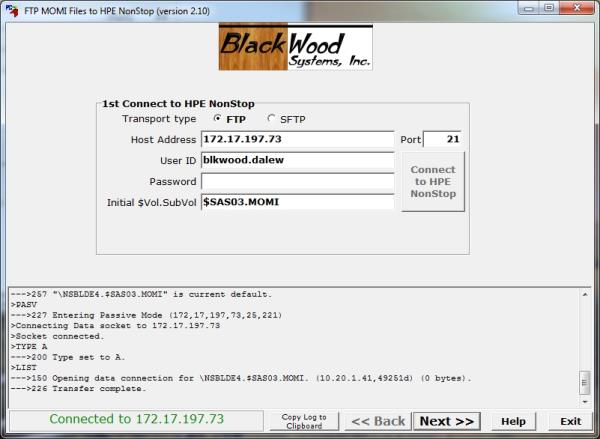 FTP MOMI Files to HPE NonStop (version 2.10)
BlackWood
Systems, Inc.
1st Connect to HPE NonStop
Transport type FTP SFTP
Host Address 172.17.197.73 Port 21
User ID blkwood.dalew
Password
Connect to HPE NonStop
Initial $Vol.SubVol $SAS03.MOMI
--->257 "\NSBLDE4.$SAS03.MOMI" is current default.
>PASV
--->227 Entering Passive Mode (172,17,197,73,25,221)
>Connecting Data socket to 172.17.197.73
>Socket connected.
>TYPE A
--->200 Type set to A.
>LIST
--->150 Opening data connection for \NSBLDE4.$SAS03.MOMI. (10.20.1.41,49251d) (0 bytes).
--->226 Transfer complete.
Connected to 172.17.197.73
Copy Log to Clipboard
<< Back
Next >>
Help
Exit